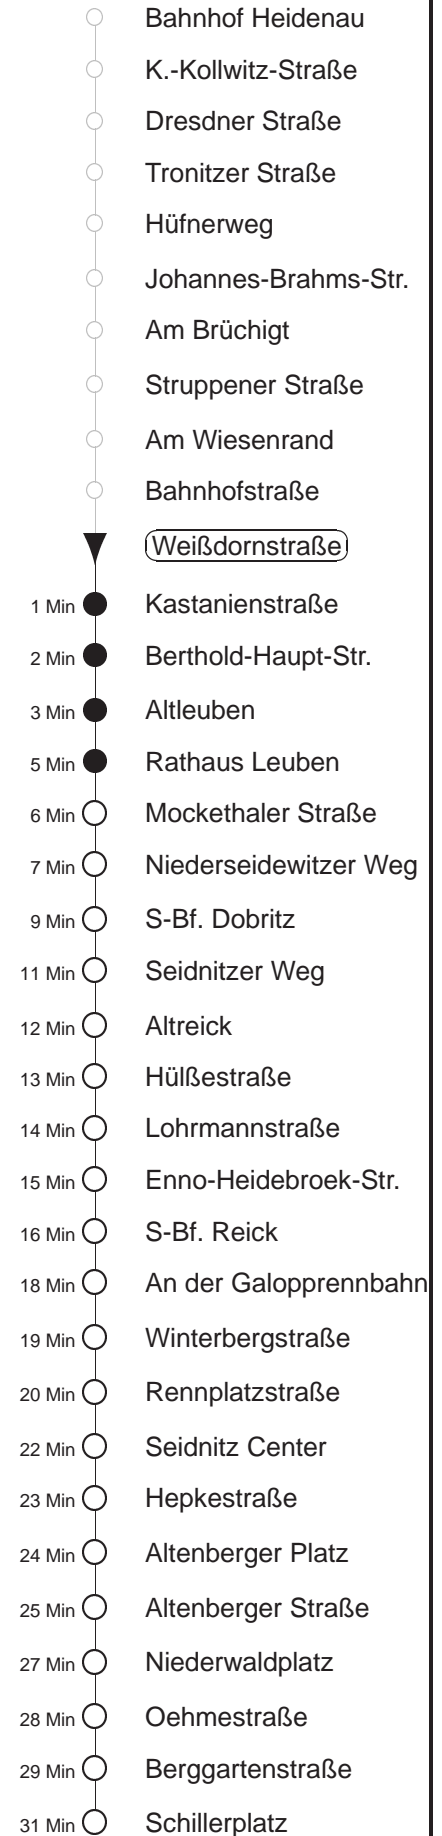 Bahnhof Heidenau
K.-Kollwitz-Straße
Dresdner Straße
Tronitzer Straße
Hüfnerweg
Johannes-Brahms-Str.
Am Brüchigt
Struppener Straße
Am Wiesenrand
Bahnhofstraße
Weißdornstraße
1 Min Kastanienstraße
2 Min Berthold-Haupt-Str.
3 Min Altleuben
5 Min Rathaus Leuben
6 Min Mockethaler Straße
7 Min Niederseidewitzer Weg
9 Min S-Bf. Dobritz
11 Min Seidnitzer Weg
12 Min Altreick
13 Min Hülßestraße
14 Min Lohrmannstraße
15 Min Enno-Heidebroek-Str.
16 Min S-Bf. Reick
18 Min An der Galopprennbahn
19 Min Winterbergstraße
20 Min Rennplatzstraße
22 Min Seidnitz Center
23 Min Hepkestraße
24 Min Altenberger Platz
25 Min Altenberger Straße
27 Min Niederwaldplatz
28 Min Oehmestraße
29 Min Berggartenstraße
31 Min Schillerplatz